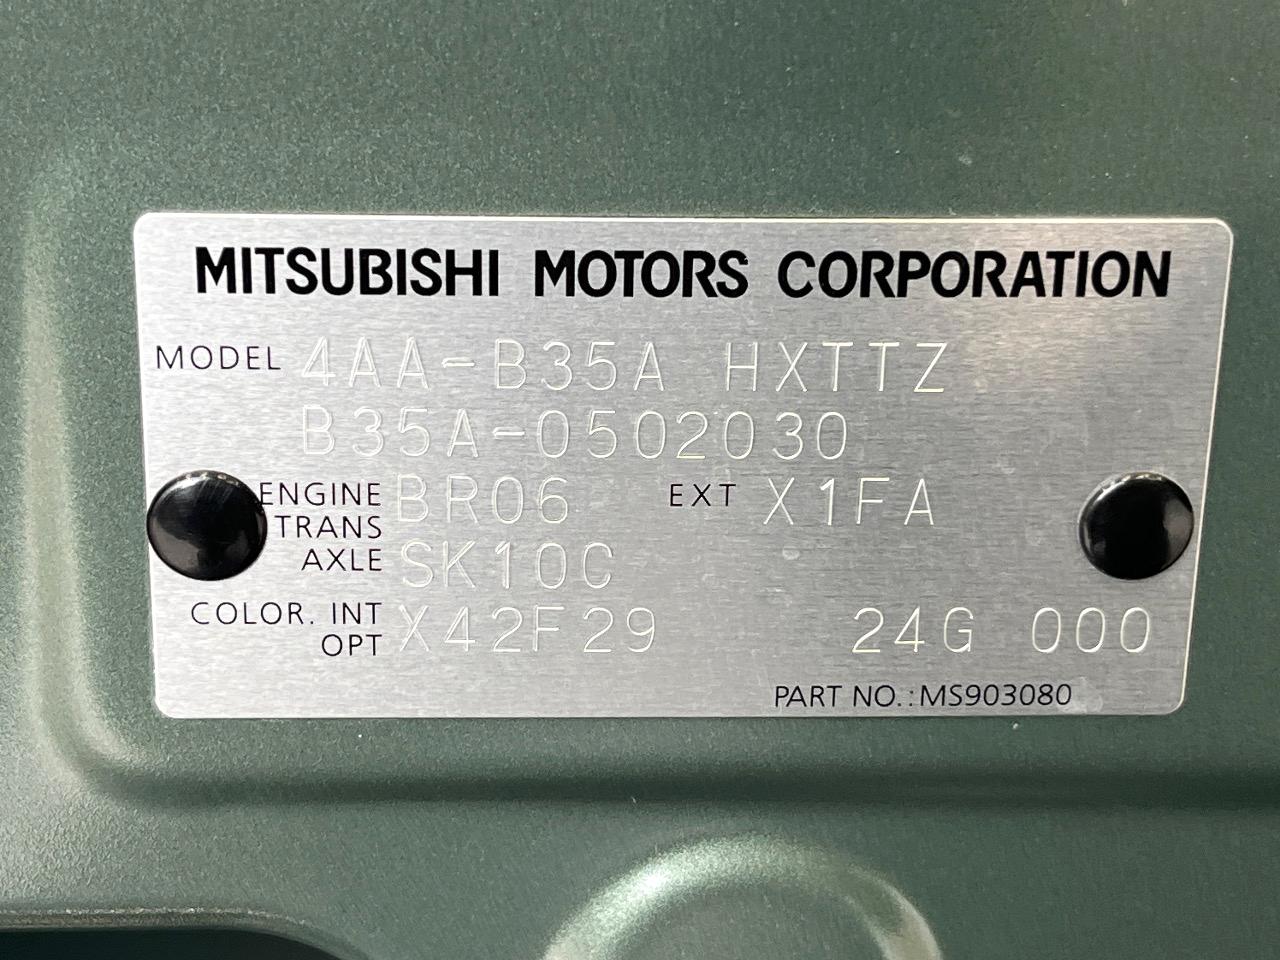 MITSUBISHI MOTORS CORPORATION
MODEL 4AA-B35A HXTTZ
B35A-0502030
ENGINE BR06 EXT X1FA
TRANS
AXLE SK10C
COLOR. INT
OPT X42F29 24G 000
PART NO.:MS903080